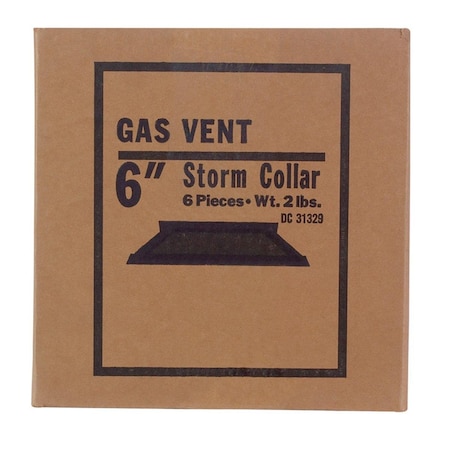 GAS VENT
6" Storm Collar
6 Pieces • Wt. 2 lbs.
DC 31329